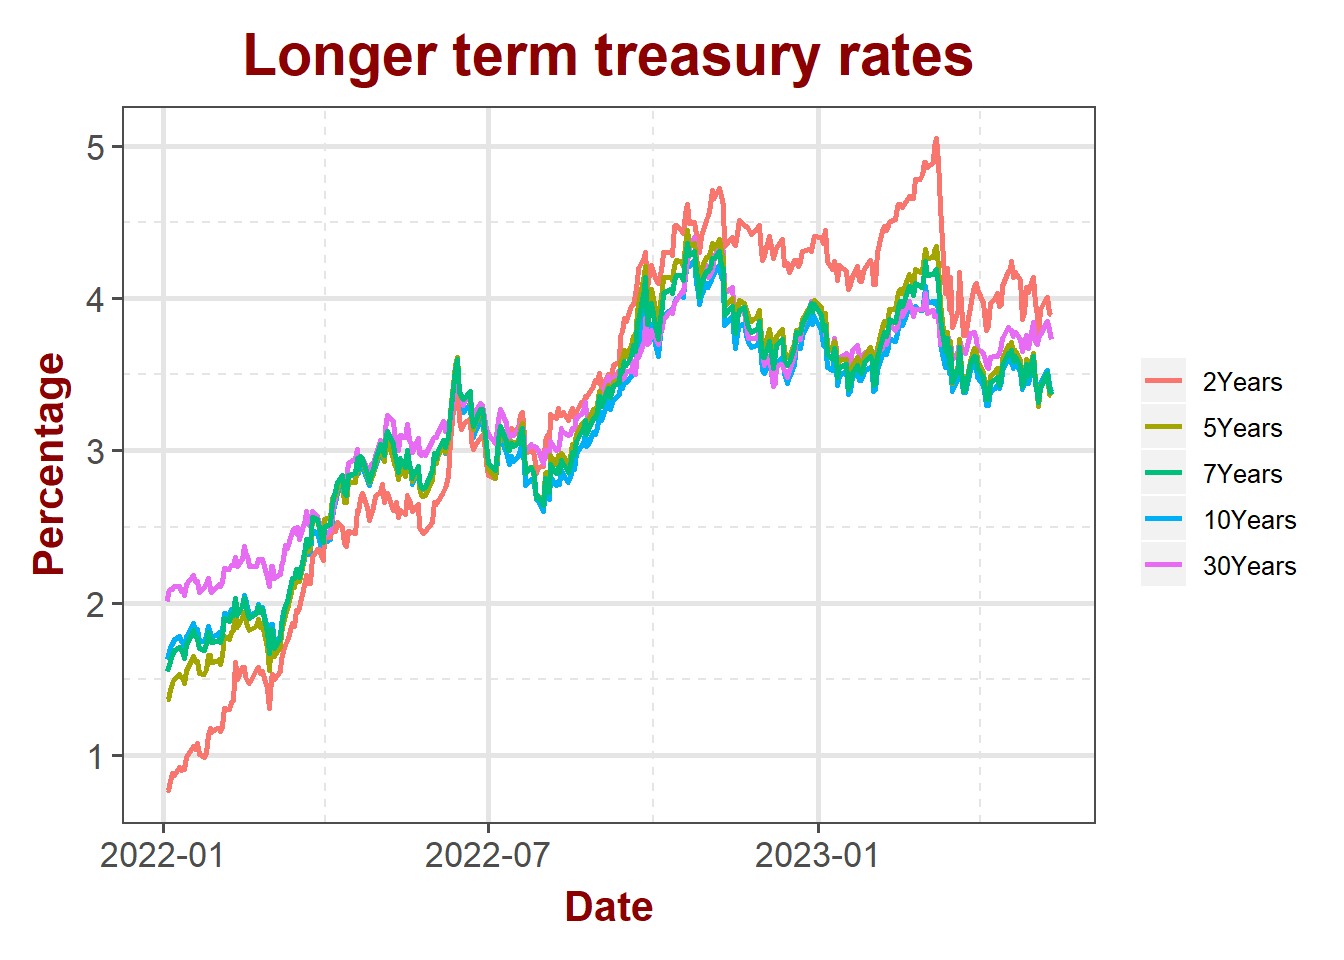 Longer term treasury rates
Percentage
5
4
3
2
1
2022-01
2022-07
2023-01
Date
2Years
5Years
7Years
10Years
30Years